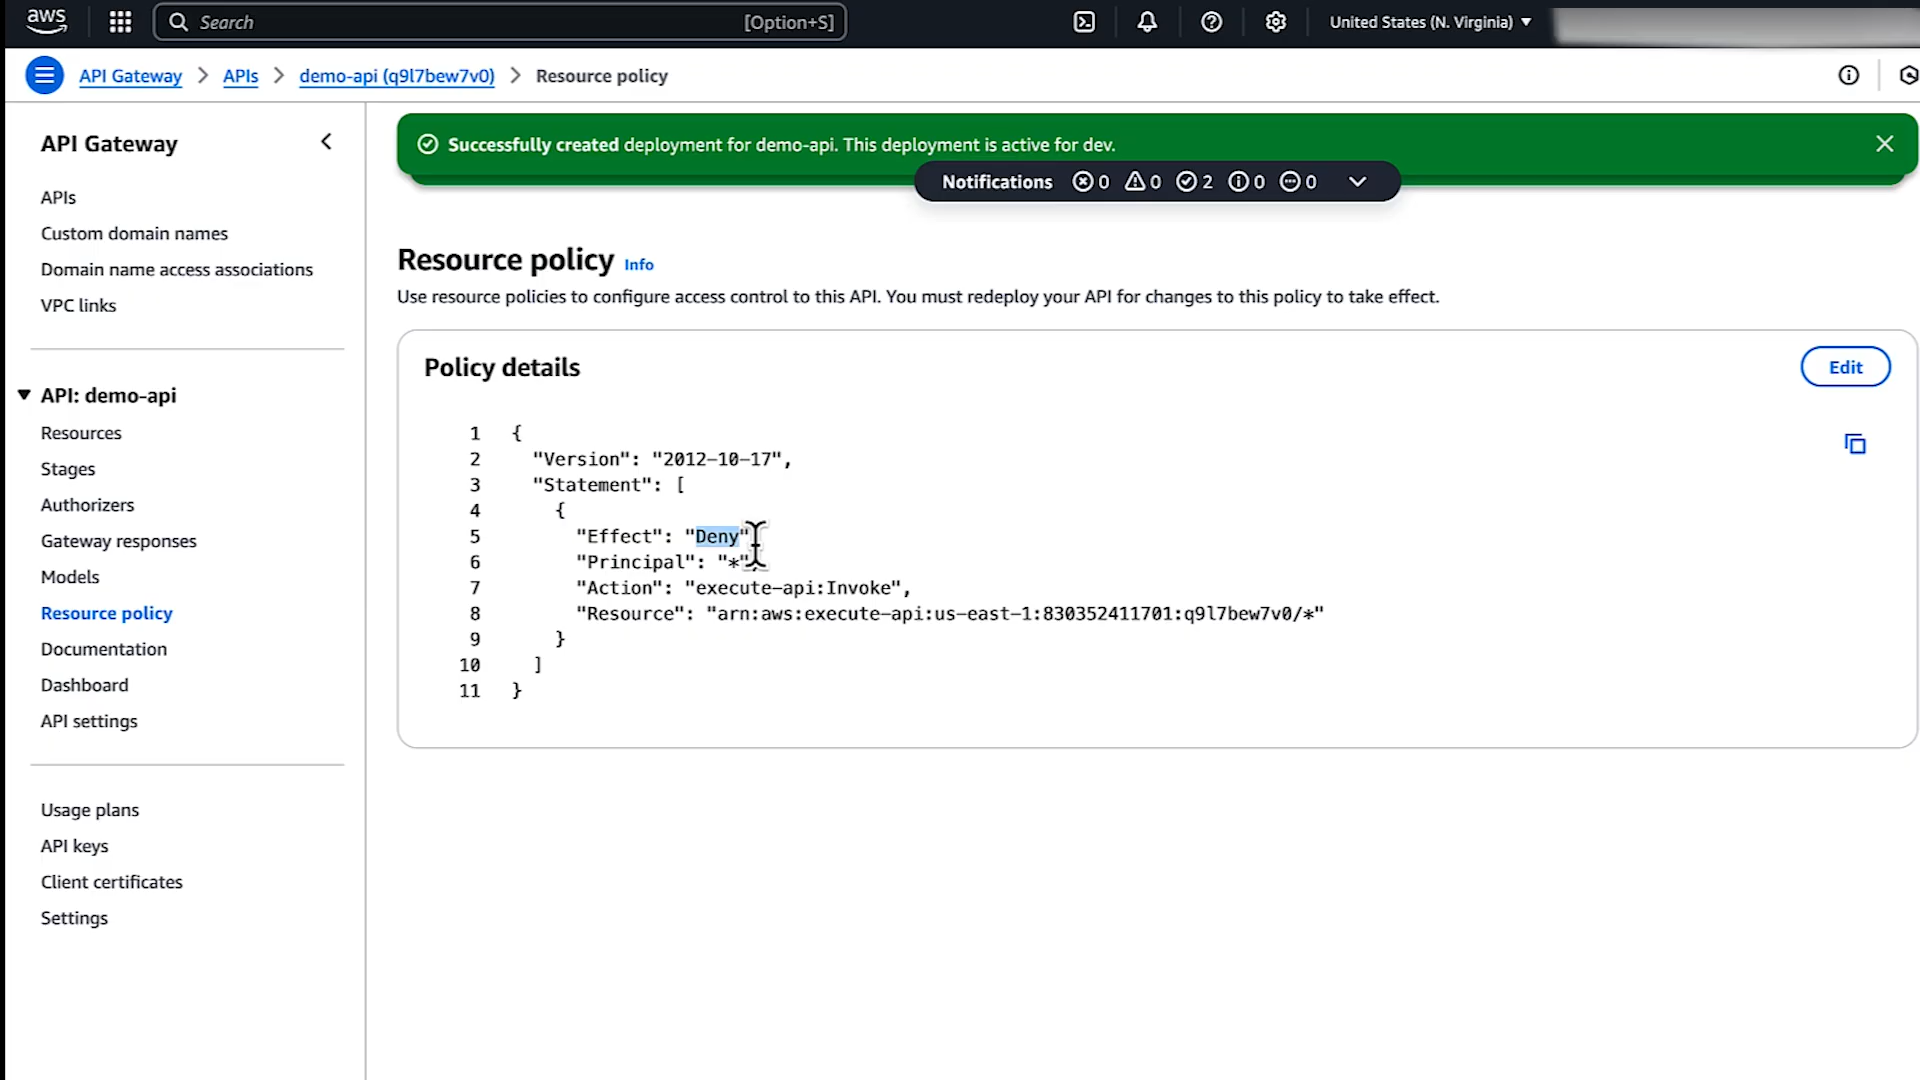 aws
Search
[Option+S]
United States (N. Virginia)
API Gateway
APIs
demo-api (q9l7bew7v0)
Resource policy
API Gateway
APIs
Custom domain names
Domain name access associations
VPC links
API: demo-api
Resources
Stages
Authorizers
Gateway responses
Models
Resource policy
Documentation
Dashboard
API settings
Usage plans
API keys
Client certificates
Settings
Successfully created deployment for demo-api. This deployment is active for dev.
Notifications 0 0 2 0 0
Resource policy Info
Use resource policies to configure access control to this API. You must redeploy your API for changes to this policy to take effect.
Policy details
Edit
1 {
2 "Version": "2012-10-17",
3 "Statement": [
4 {
5 "Effect": "Deny"
6 "Principal": "*",
7 "Action": "execute-api:Invoke",
8 "Resource": "arn:aws:execute-api:us-east-1:830352411701:q9l7bew7v0/*"
9 }
10 ]
11 }